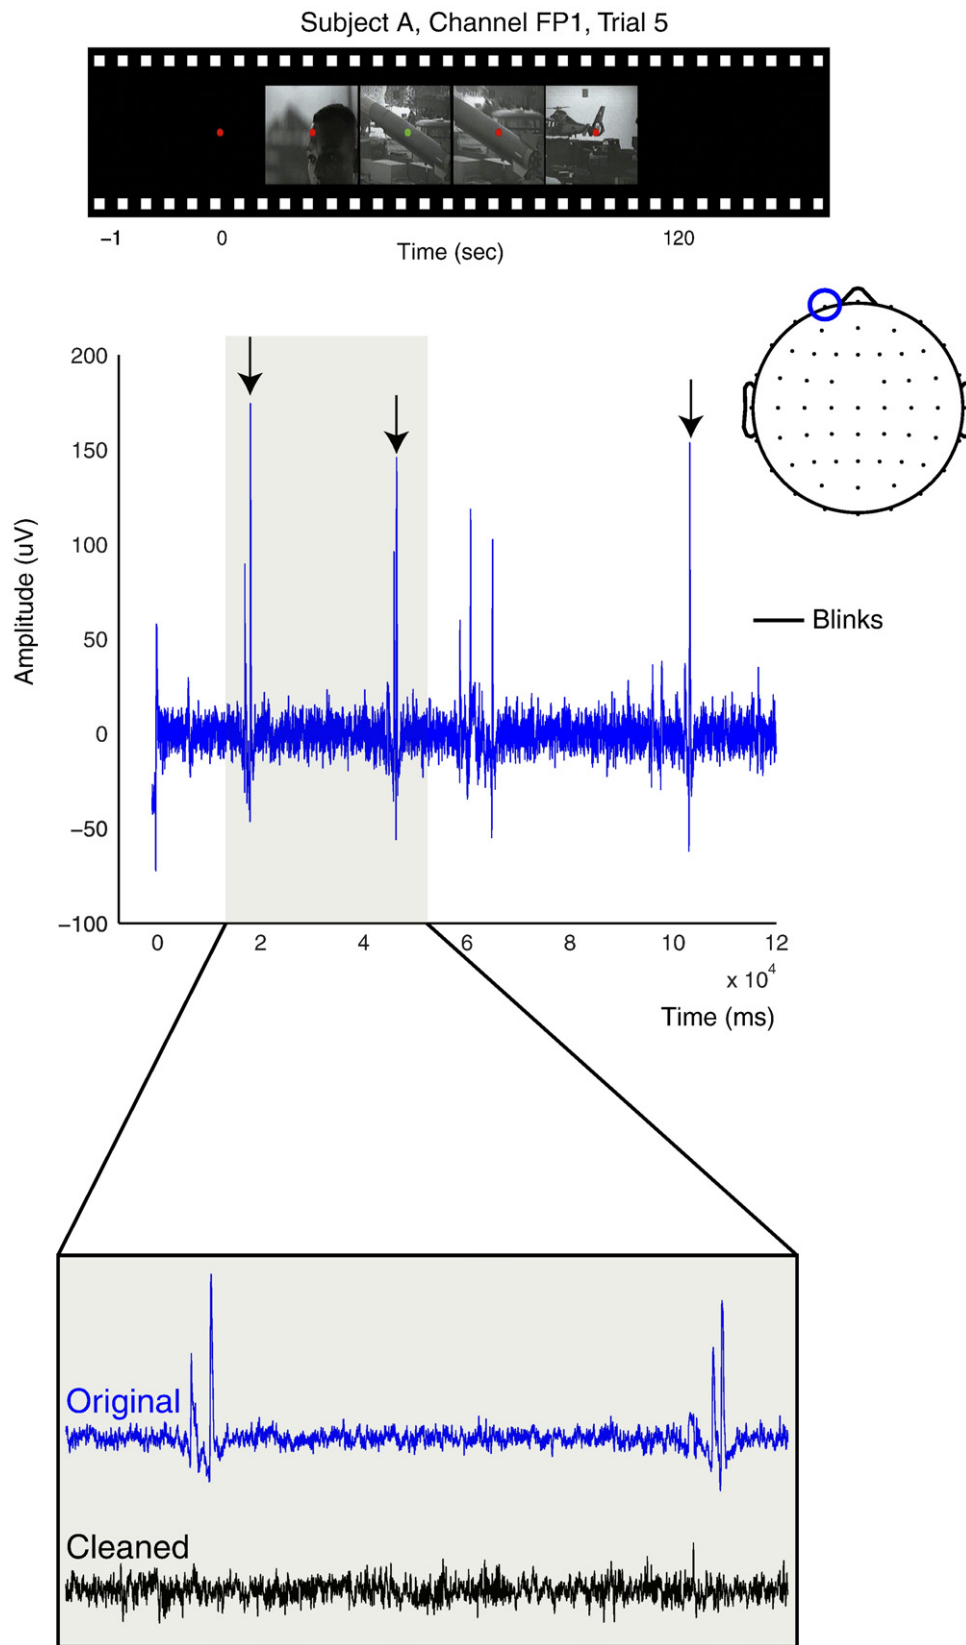 Subject A, Channel FP1, Trial 5
−1 0 120
Time (sec)
200
150
100
50
0
−50
−100
Amplitude (uV)
Blinks
0 2 4 6 8 10 12
x 10^4
Time (ms)
Original
Cleaned